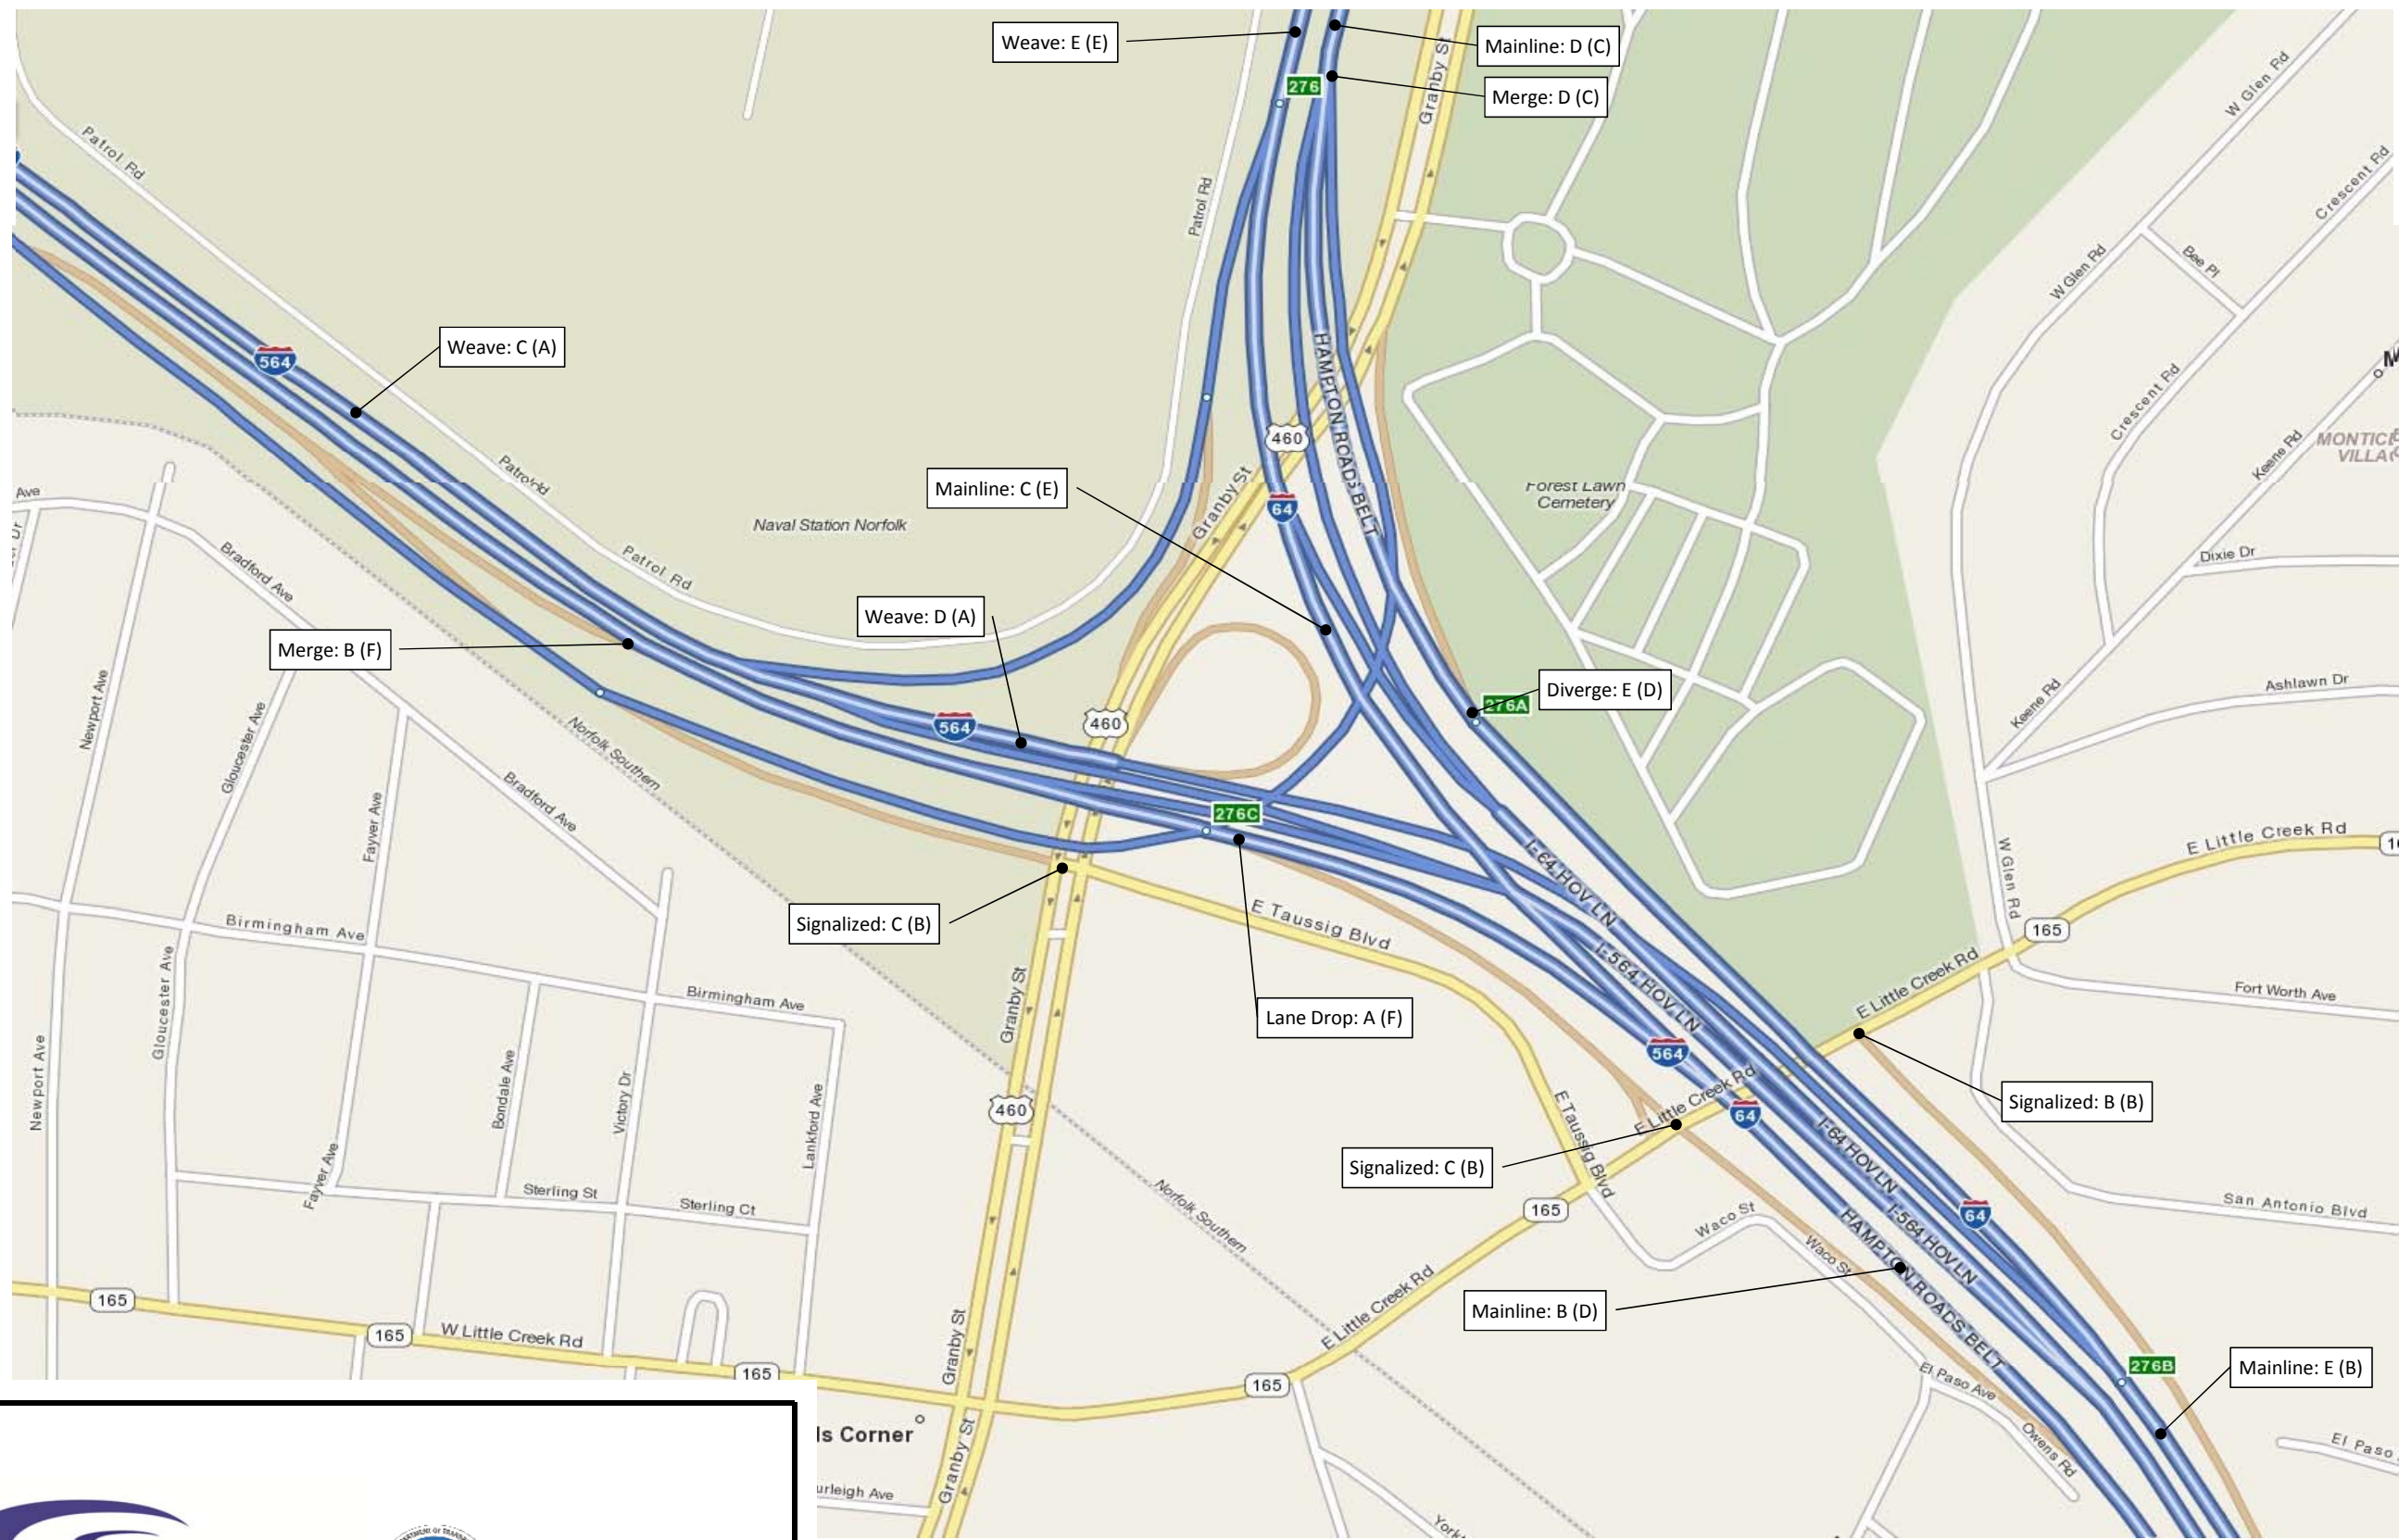 Weave: E (E)
Mainline: D (C)
276
Merge: D (C)
Granby St
W Glen Rd
Patrol Rd
Crescent Rd
Patrol Rd
W Glen Rd
Bee Pl
564
Weave: C (A)
HAMPTON ROADS BELT
Crescent Rd
460
MONTICE
VILLA
Keene Rd
Patrol Rd
Mainline: C (E)
Ave
Granby St
64
Forest Lawn
Cemetery
Naval Station Norfolk
Dixie Dr
Bradford Ave
Patrol Rd
Weave: D (A)
Merge: B (F)
Diverge: E (D)
276A
Ashlawn Dr
Keene Rd
Newport Ave
Gloucester Ave
Norfolk Southern
564
460
Fayver Ave
Bradford Ave
276C
E Little Creek Rd
I-64 HOV LN
W Glen Rd
Signalized: C (B)
E Taussig Blvd
Birmingham Ave
165
I-564 HOV LN
E Little Creek Rd
Gloucester Ave
Granby St
Birmingham Ave
Fort Worth Ave
Lane Drop: A (F)
564
Newport Ave
Bondale Ave
Victory Dr
Lankford Ave
460
E Little Creek Rd
64
Signalized: B (B)
E Taussig Blvd
I-64 HOV LN
Signalized: C (B)
Fayver Ave
Sterling St
Sterling Ct
Norfolk Southern
165
Waco St
64
San Antonio Blvd
Waco St
I-564 HOV LN
HAMPTON ROADS BELT
165
Mainline: B (D)
165
W Little Creek Rd
E Little Creek Rd
Granby St
165
165
276B
Mainline: E (B)
El Paso Ave
ls Corner
Granby St
Owens Rd
El Paso
urleigh Ave